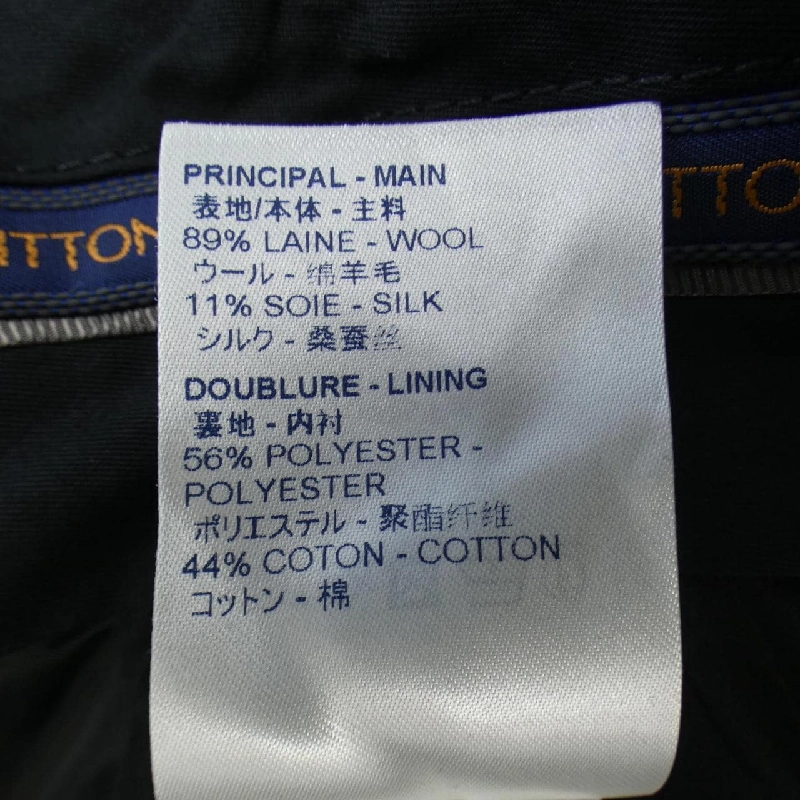 PRINCIPAL - MAIN
表地/本体 - 主料
89% LAINE - WOOL
ウール - 绵羊毛
11% SOIE - SILK
シルク - 桑蚕丝
DOUBLURE - LINING
裏地 - 内衬
56% POLYESTER -
POLYESTER
ポリエステル - 聚酯纤维
44% COTON - COTTON
コットン - 棉
ITTON
TTO